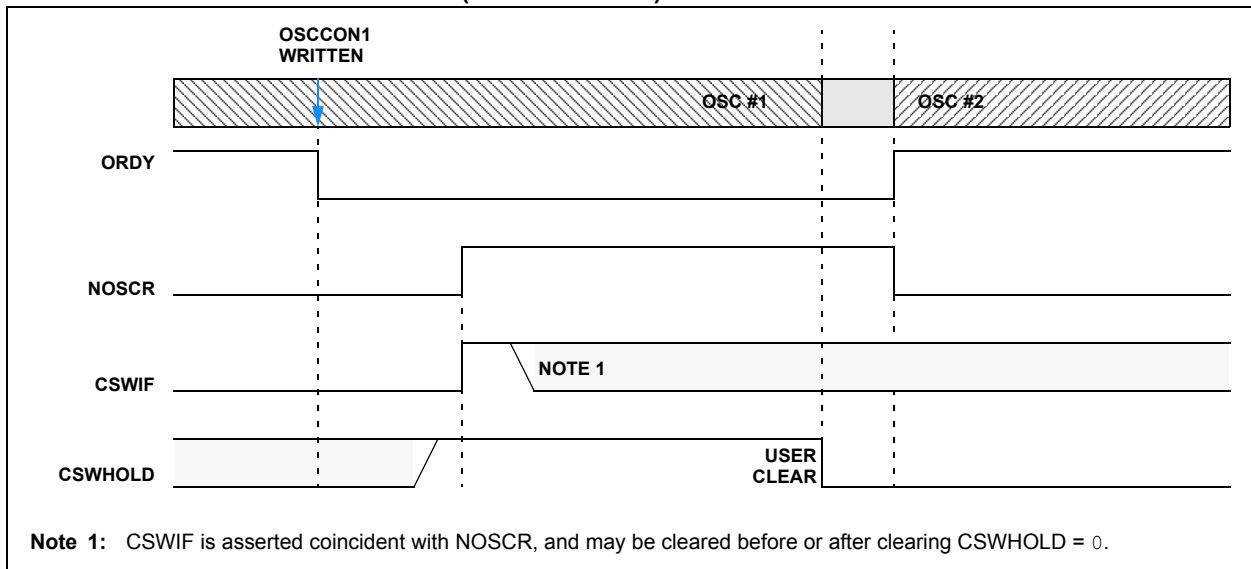 OSCCON1
WRITTEN
OSC #1
OSC #2
ORDY
NOSCR
CSWIF
NOTE 1
CSWHOLD
USER
CLEAR
Note 1: CSWIF is asserted coincident with NOSCR, and may be cleared before or after clearing CSWHOLD = 0.